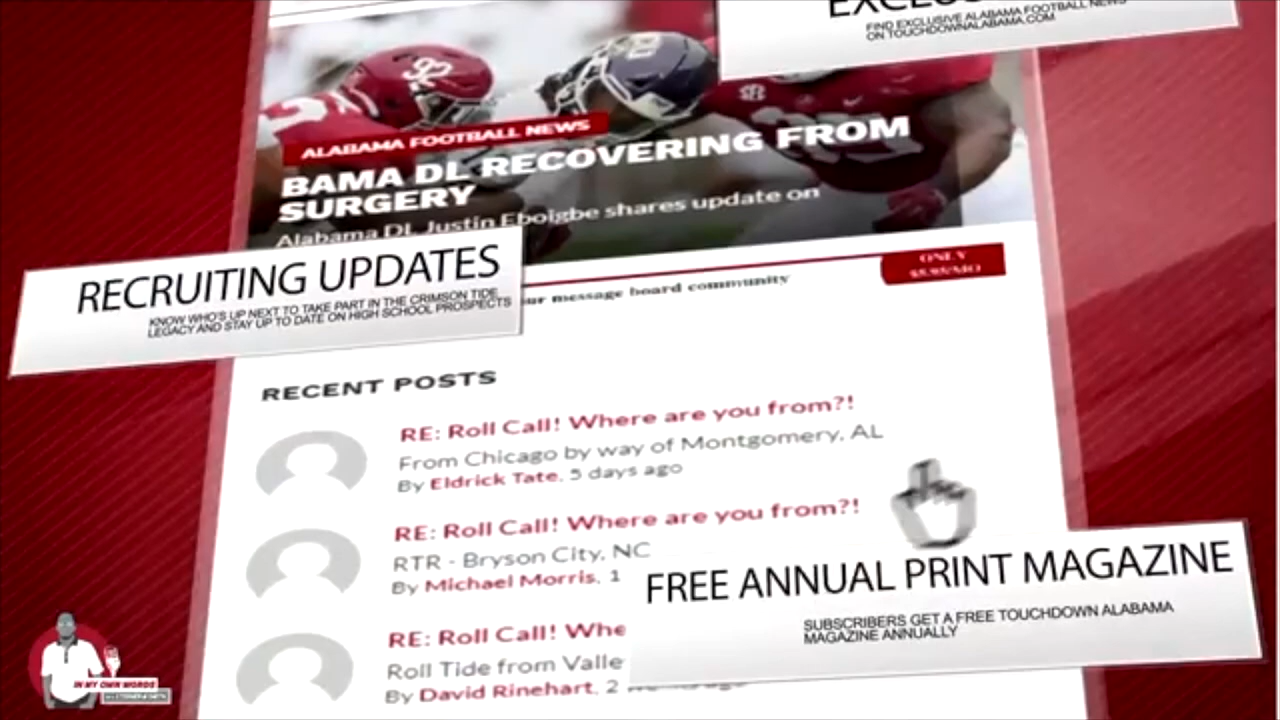 EXCLUS
FIND EXCLUSIVE ALABAMA FOOTBALL NEWS
ON TOUCHDOWNALABAMA.COM
92
ALABAMA FOOTBALL NEWS
BAMA DL RECOVERING FROM
SURGERY
Alabama DL Justin Eboigbe shares update on
RECRUITING UPDATES
KNOW WHO'S UP NEXT TO TAKE PART IN THE CRIMSON TIDE
LEGACY AND STAY UP TO DATE ON HIGH SCHOOL PROSPECTS
our message board community
ONLY
RECENT POSTS
RE: Roll Call! Where are you from?!
From Chicago by way of Montgomery, AL
By Eldrick Tate, 5 days ago
RE: Roll Call! Where are you from?!
RTR - Bryson City, NC
By Michael Morris, 1
FREE ANNUAL PRINT MAGAZINE
SUBSCRIBERS GET A FREE TOUCHDOWN ALABAMA
MAGAZINE ANNUALLY
RE: Roll Call! Whe
Roll Tide from Valle
By David Rinehart, 2
IN MY OWN WORDS